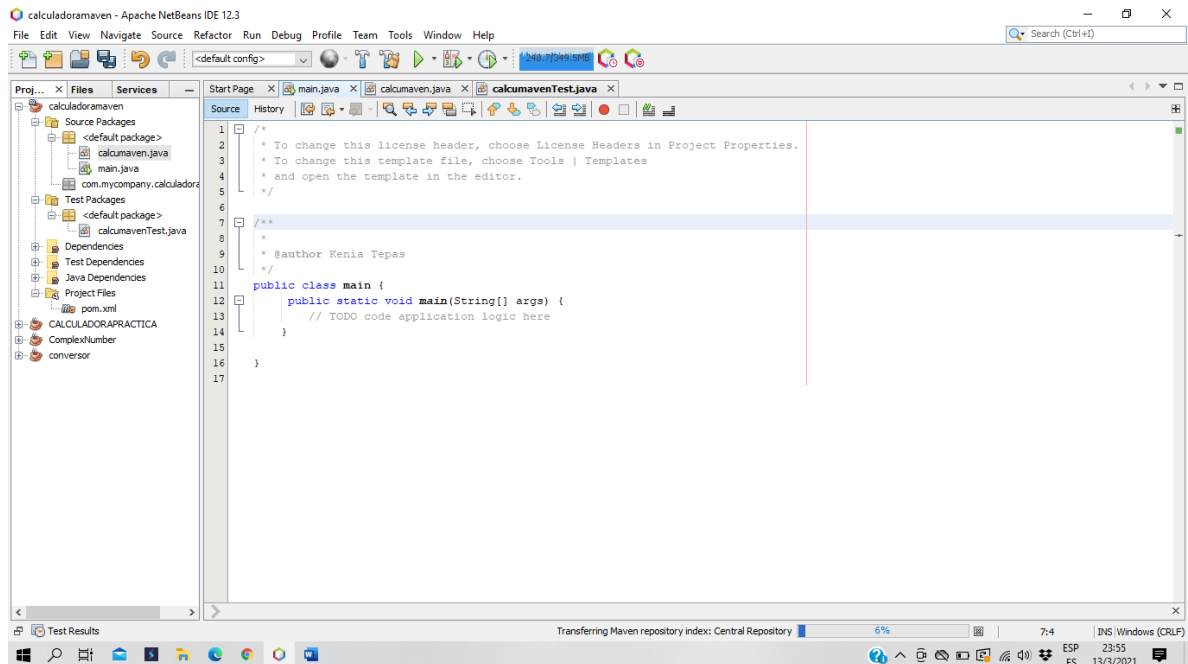 calculadoramaven - Apache NetBeans IDE 12.3
File Edit View Navigate Source Refactor Run Debug Profile Team Tools Window Help
Search (Ctrl+I)
<default config>
248.7/349.5MB
Proj... Files Services
Start Page main.java calcumaven.java calcumavenTest.java
Source History
calculadoramaven
Source Packages
<default package>
calcumaven.java
main.java
com.mycompany.calculadora
Test Packages
<default package>
calcumavenTest.java
Dependencies
Test Dependencies
Java Dependencies
Project Files
pom.xml
CALCULADORAPRACTICA
ComplexNumber
conversor
1 /*
2 * To change this license header, choose License Headers in Project Properties.
3 * To change this template file, choose Tools | Templates
4 * and open the template in the editor.
5 */
6
7 /**
8 *
9 * @author Kenia Tepas
10 */
11 public class main {
12 public static void main(String[] args) {
13 // TODO code application logic here
14 }
15
16 }
17
Test Results
Transferring Maven repository index: Central Repository 6%
7:4 INS Windows (CRLF)
ESP
ES
23:55
13/3/2021